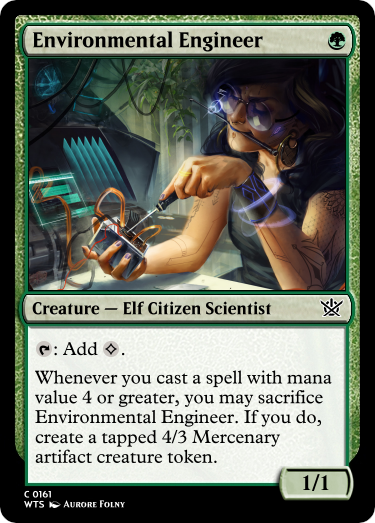 Environmental Engineer
Creature — Elf Citizen Scientist
: Add .
Whenever you cast a spell with mana
value 4 or greater, you may sacrifice
Environmental Engineer. If you do,
create a tapped 4/3 Mercenary
artifact creature token.
1/1
C 0161
WTS Aurore Folny